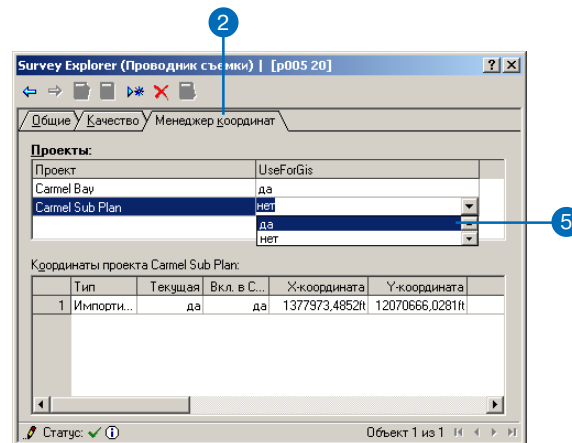 2
Survey Explorer (Проводник съемки) | [p005 20]
Общие Качество Менеджер координат
Проекты:
Проект UseForGis
Carmel Bay да
Carmel Sub Plan нет
да
нет
5
Координаты проекта Carmel Sub Plan:
Тип Текущая Вкл. в С... X-координата Y-координата
1 Импорти... да да 1377973,4852ft 12070666,0281ft
Статус: Объект 1 из 1